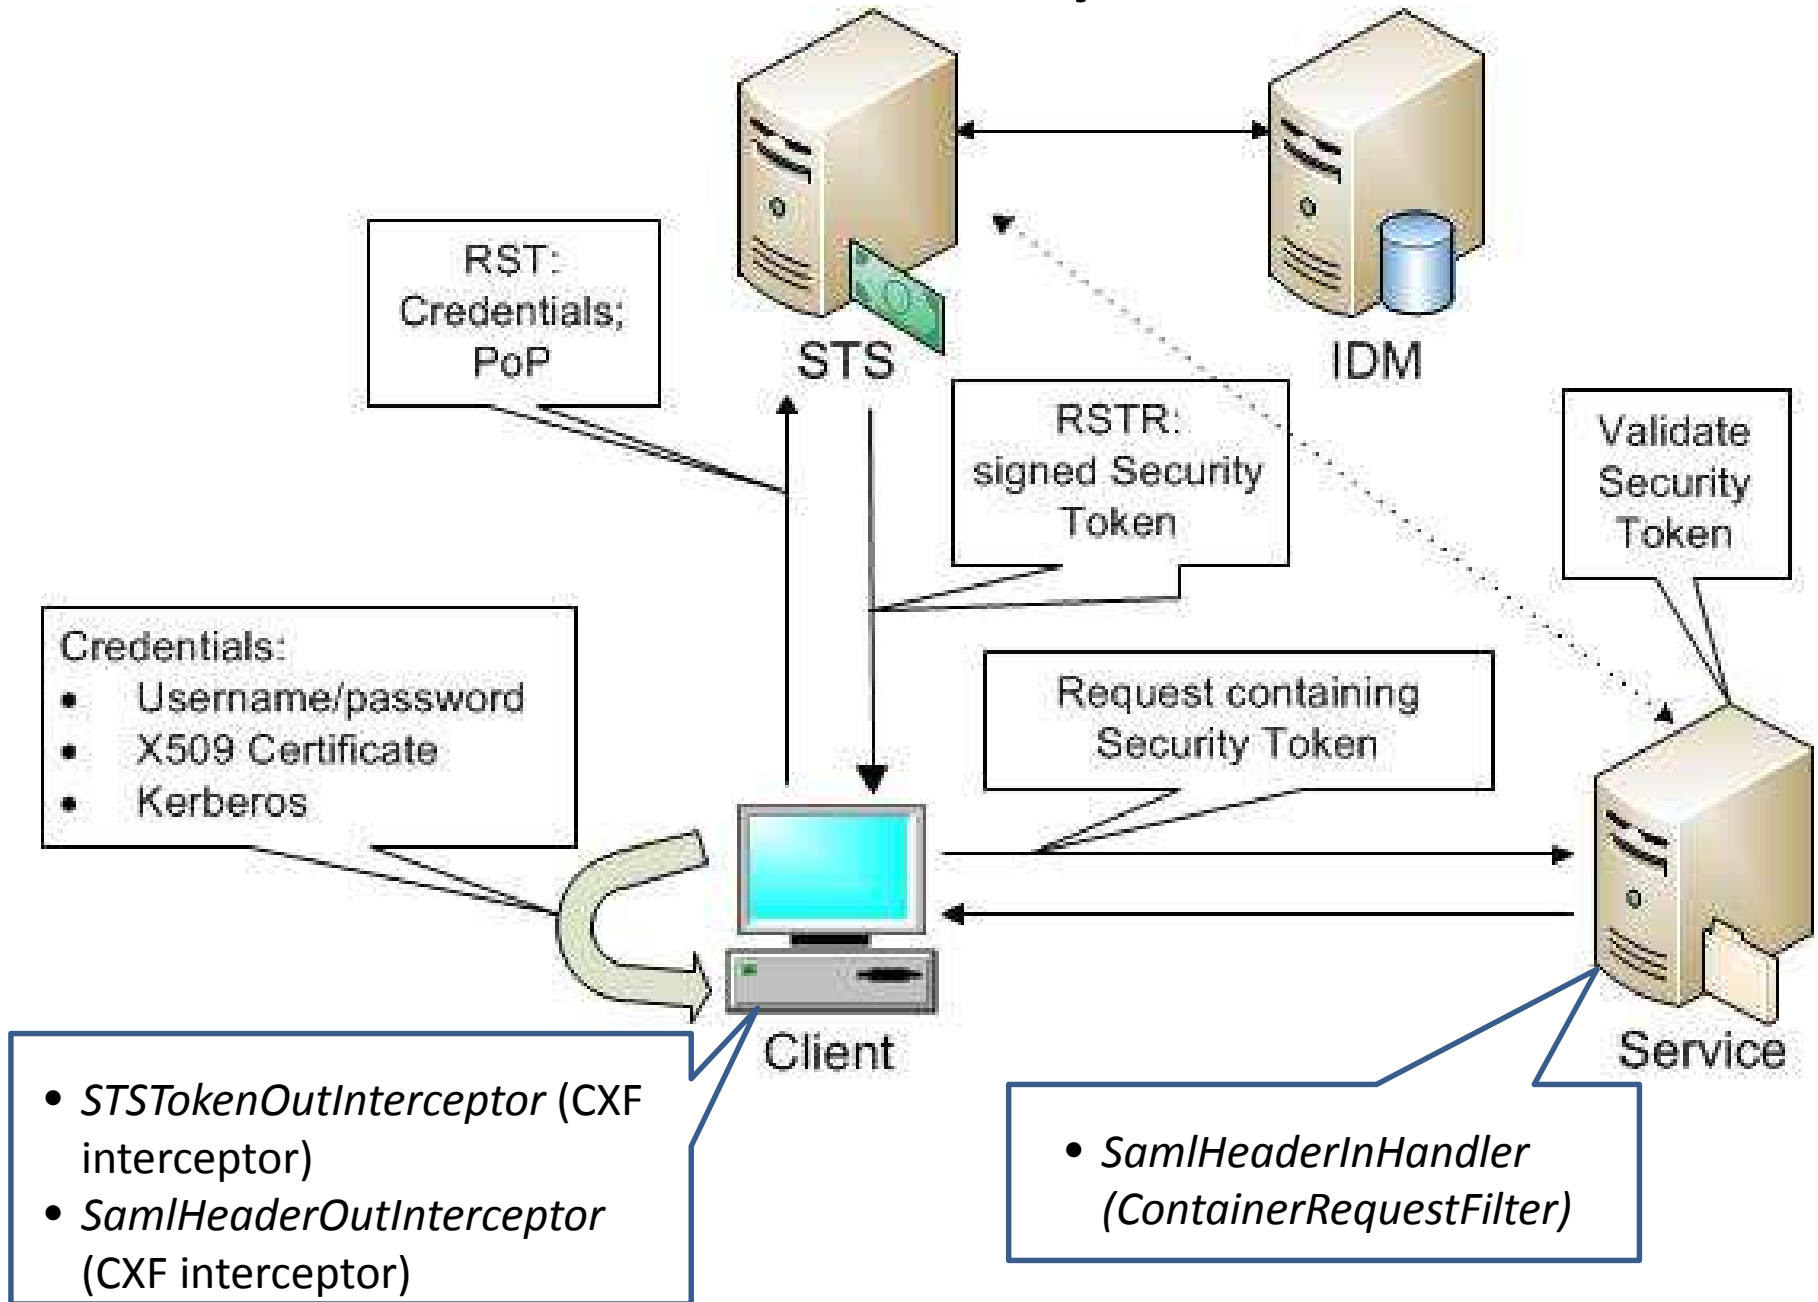 RST:
Credentials;
PoP
STS
IDM
RSTR:
signed Security
Token
Validate
Security
Token
Credentials:
• Username/password
• X509 Certificate
• Kerberos
Request containing
Security Token
Client
Service
• STSTokenOutInterceptor (CXF
interceptor)
• SamlHeaderOutInterceptor
(CXF interceptor)
• SamlHeaderInHandler
(ContainerRequestFilter)